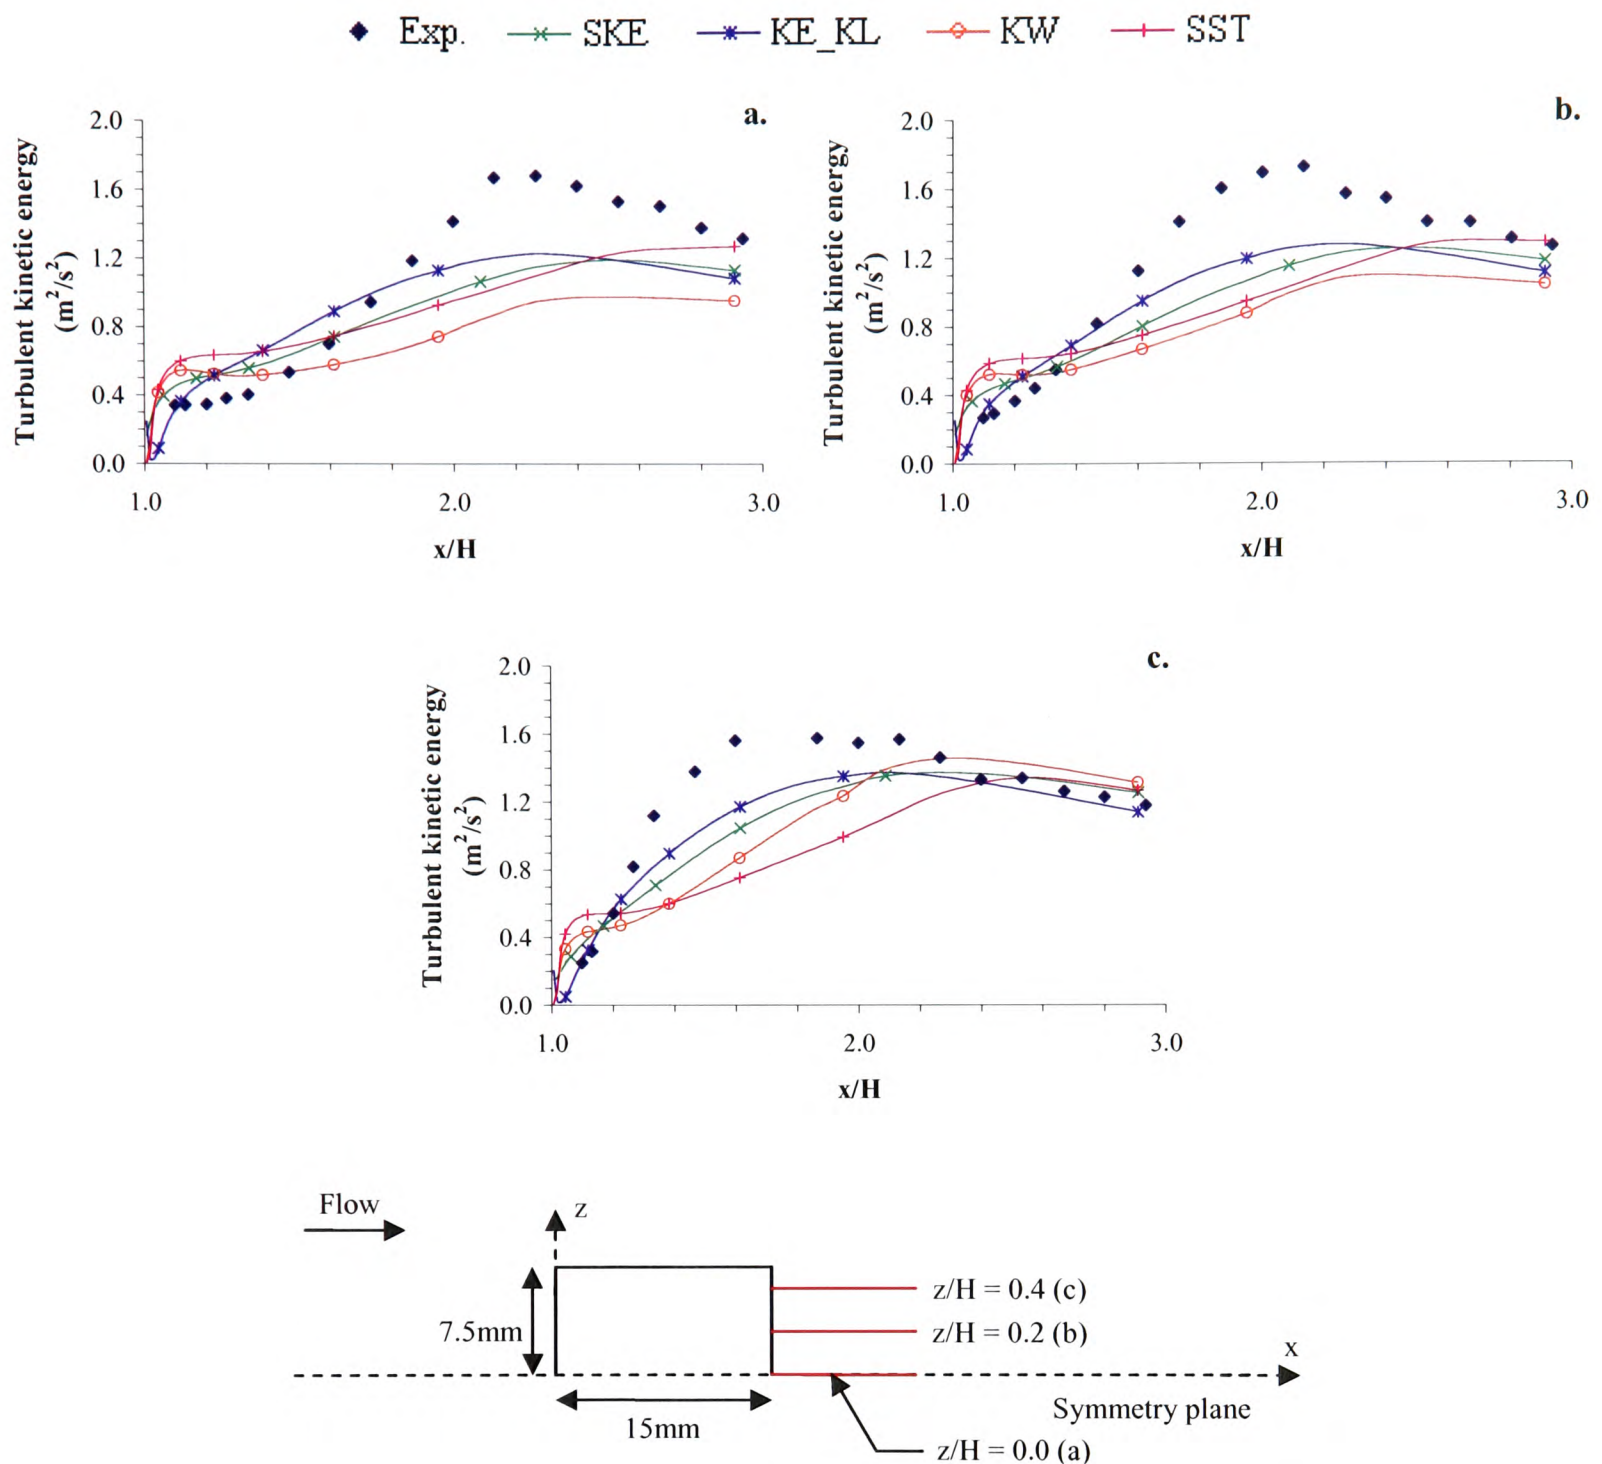 Exp. SKE KE_KL KW SST
a.
Turbulent kinetic energy
(m²/s²)
2.0
1.6
1.2
0.8
0.4
0.0
1.0 2.0 3.0
x/H
b.
Turbulent kinetic energy
(m²/s²)
2.0
1.6
1.2
0.8
0.4
0.0
1.0 2.0 3.0
x/H
c.
Turbulent kinetic energy
(m²/s²)
2.0
1.6
1.2
0.8
0.4
0.0
1.0 2.0 3.0
x/H
Flow
z
z/H = 0.4 (c)
7.5mm
z/H = 0.2 (b)
x
15mm
Symmetry plane
z/H = 0.0 (a)